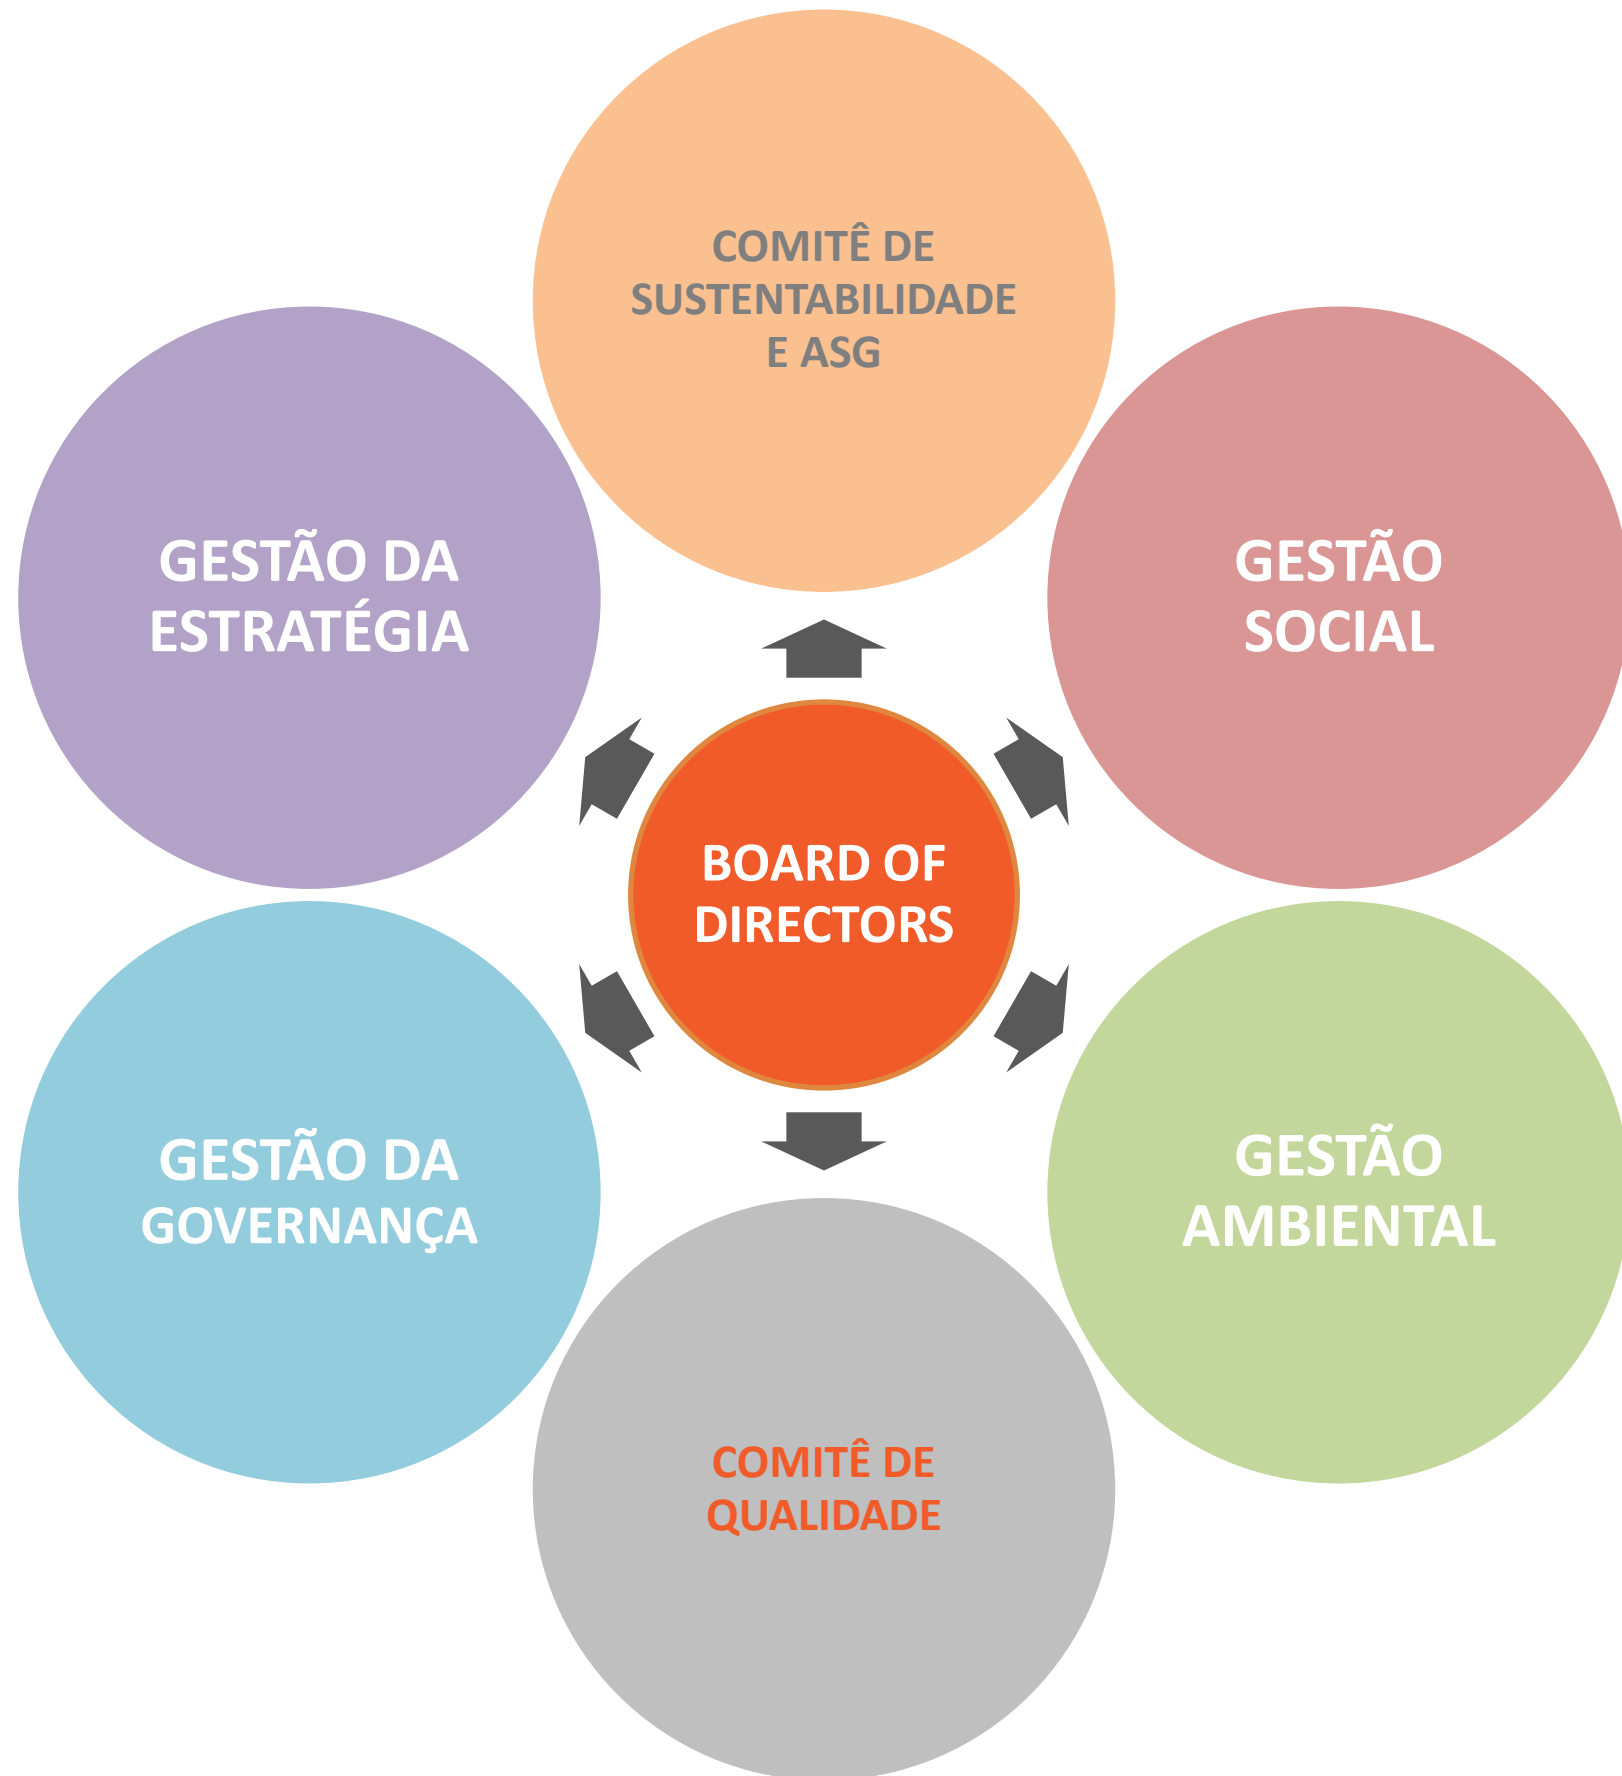 COMITÊ DE
SUSTENTABILIDADE
E ASG
GESTÃO DA
ESTRATÉGIA
GESTÃO
SOCIAL
BOARD OF
DIRECTORS
GESTÃO DA
GOVERNANÇA
GESTÃO
AMBIENTAL
COMITÊ DE
QUALIDADE